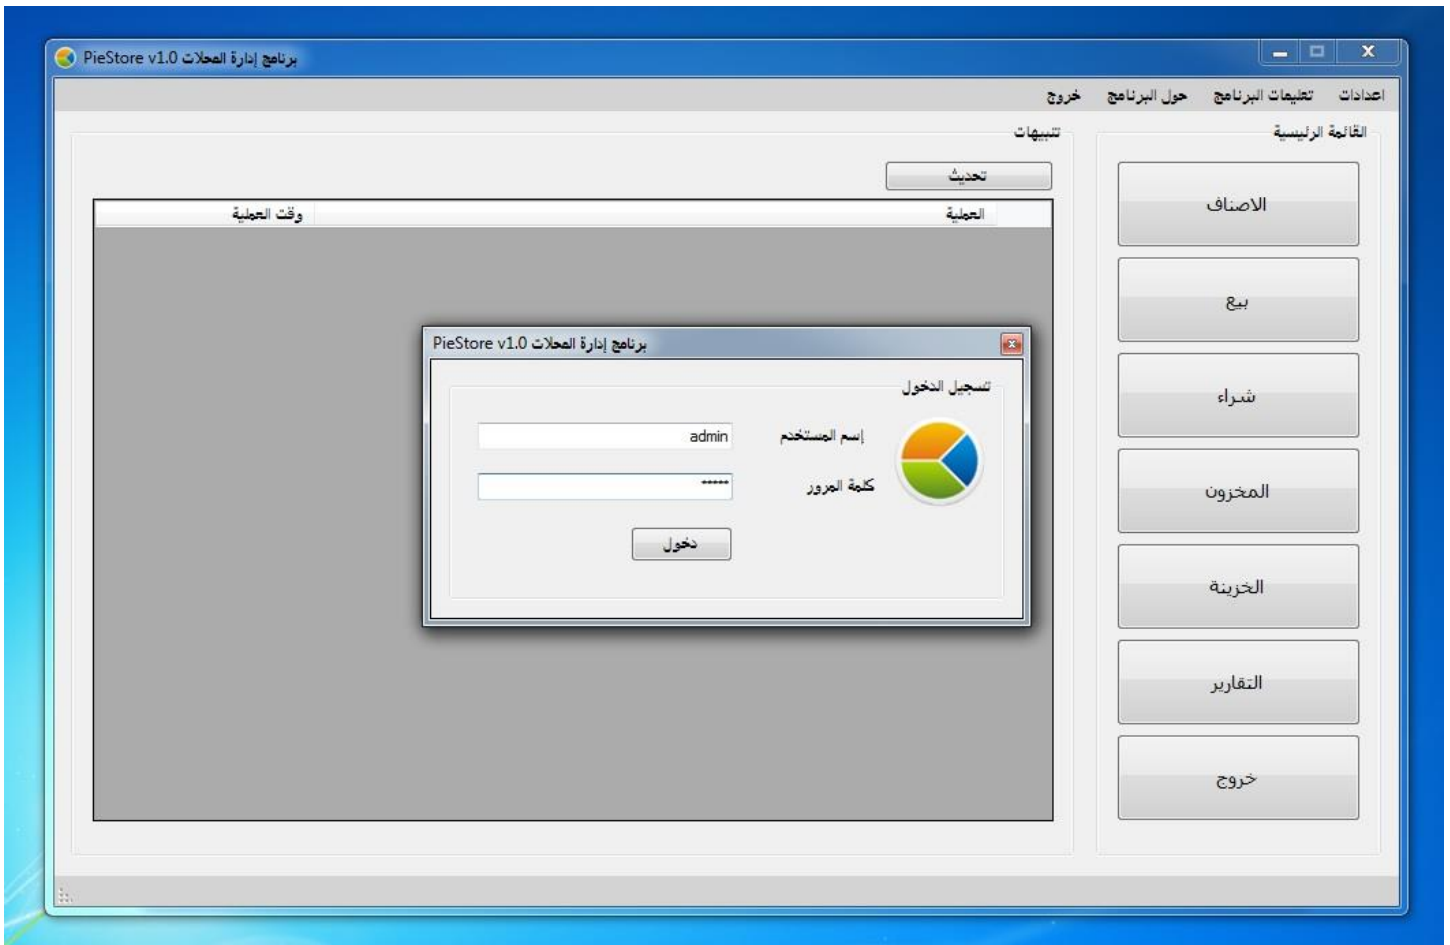 برنامج إدارة المحلات PieStore v1.0
اعدادات
تعليمات البرنامج
حول البرنامج
خروج
القائمة الرئيسية
الاصناف
بيع
شراء
المخزون
الخزينة
التقارير
خروج
تنبيهات
تحديث
العملية
وقت العملية
برنامج إدارة المحلات PieStore v1.0
تسجيل الدخول
إسم المستخدم
admin
كلمة المرور
*****
دخول